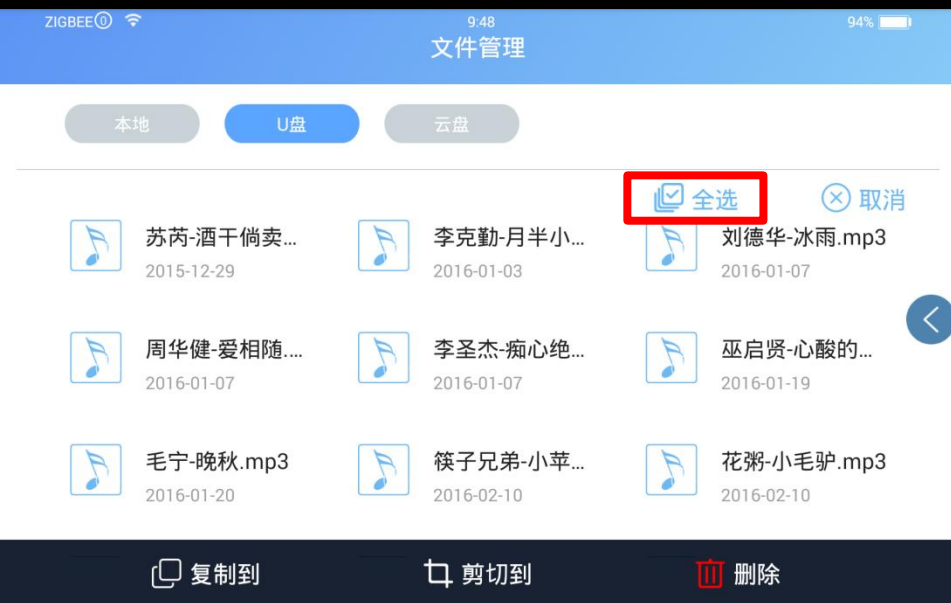 ZIGBEE⓪ 9:48 94%
文件管理
本地 U盘 云盘
全选 取消
苏芮-酒干倘卖... 李克勤-月半小... 刘德华-冰雨.mp3
2015-12-29 2016-01-03 2016-01-07
周华健-爱相随.... 李圣杰-痴心绝... 巫启贤-心酸的...
2016-01-07 2016-01-07 2016-01-19
毛宁-晚秋.mp3 筷子兄弟-小苹... 花粥-小毛驴.mp3
2016-01-20 2016-02-10 2016-02-10
复制到 剪切到 删除